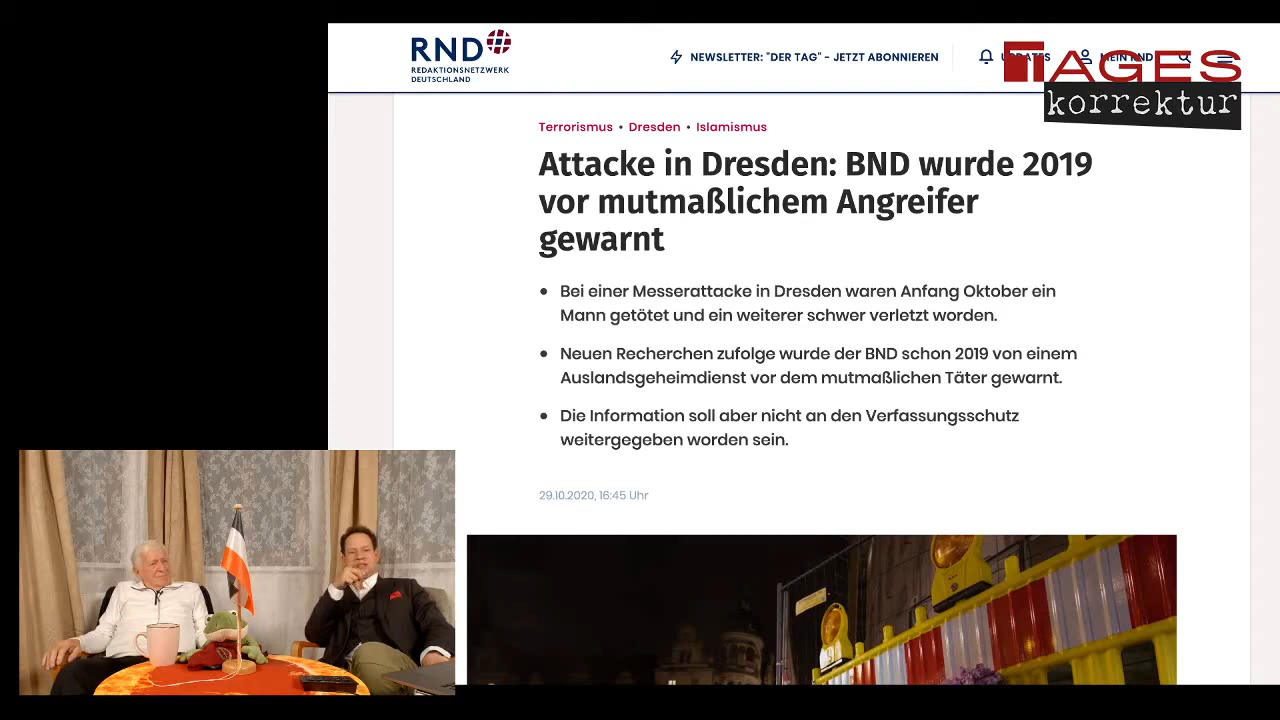 RND
REDAKTIONSNETZWERK
DEUTSCHLAND
NEWSLETTER: "DER TAG" - JETZT ABONNIEREN
TAGES
korrektur
Terrorismus • Dresden • Islamismus
Attacke in Dresden: BND wurde 2019
vor mutmaßlichem Angreifer
gewarnt
• Bei einer Messerattacke in Dresden waren Anfang Oktober ein
Mann getötet und ein weiterer schwer verletzt worden.
• Neuen Recherchen zufolge wurde der BND schon 2019 von einem
Auslandsgeheimdienst vor dem mutmaßlichen Täter gewarnt.
• Die Information soll aber nicht an den Verfassungsschutz
weitergegeben worden sein.
29.10.2020, 16:45 Uhr